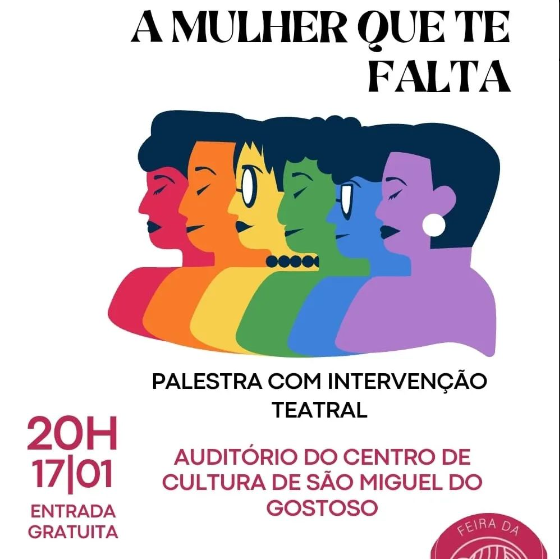 A MULHER QUE TE
FALTA
PALESTRA COM INTERVENÇÃO
TEATRAL
20H
17|01
ENTRADA
GRATUITA
AUDITÓRIO DO CENTRO DE
CULTURA DE SÃO MIGUEL DO
GOSTOSO
FEIRA DA